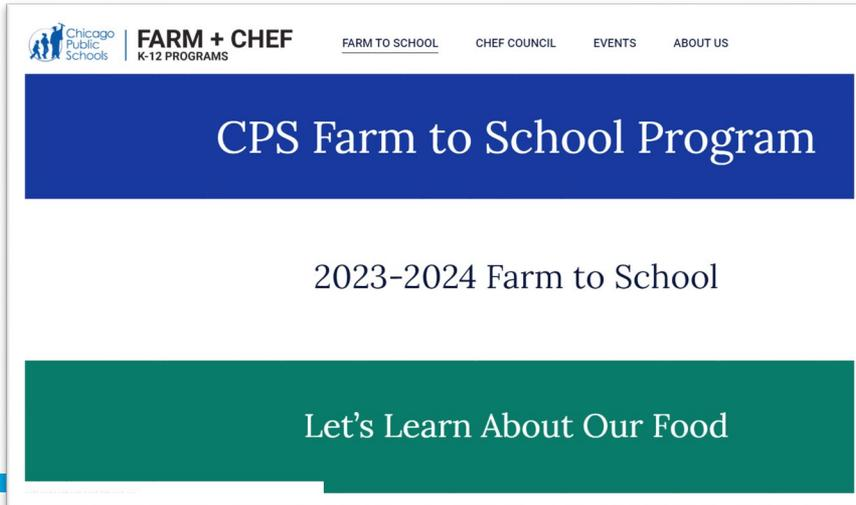 Chicago
Public
Schools
FARM + CHEF
K-12 PROGRAMS
FARM TO SCHOOL CHEF COUNCIL EVENTS ABOUT US
CPS Farm to School Program
2023-2024 Farm to School
Let's Learn About Our Food